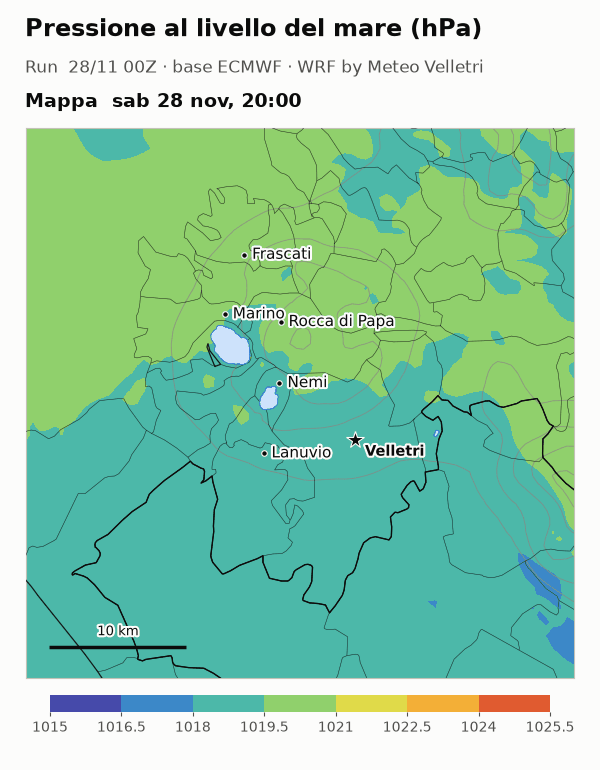 Pressione al livello del mare (hPa)
Run  28/11 00Z · base ECMWF · WRF by Meteo Velletri
Mappa  sab 28 nov, 20:00
Frascati
Marino
Rocca di Papa
Nemi
Velletri
Lanuvio
10 km
1015 1016.5 1018 1019.5 1021 1022.5 1024 1025.5